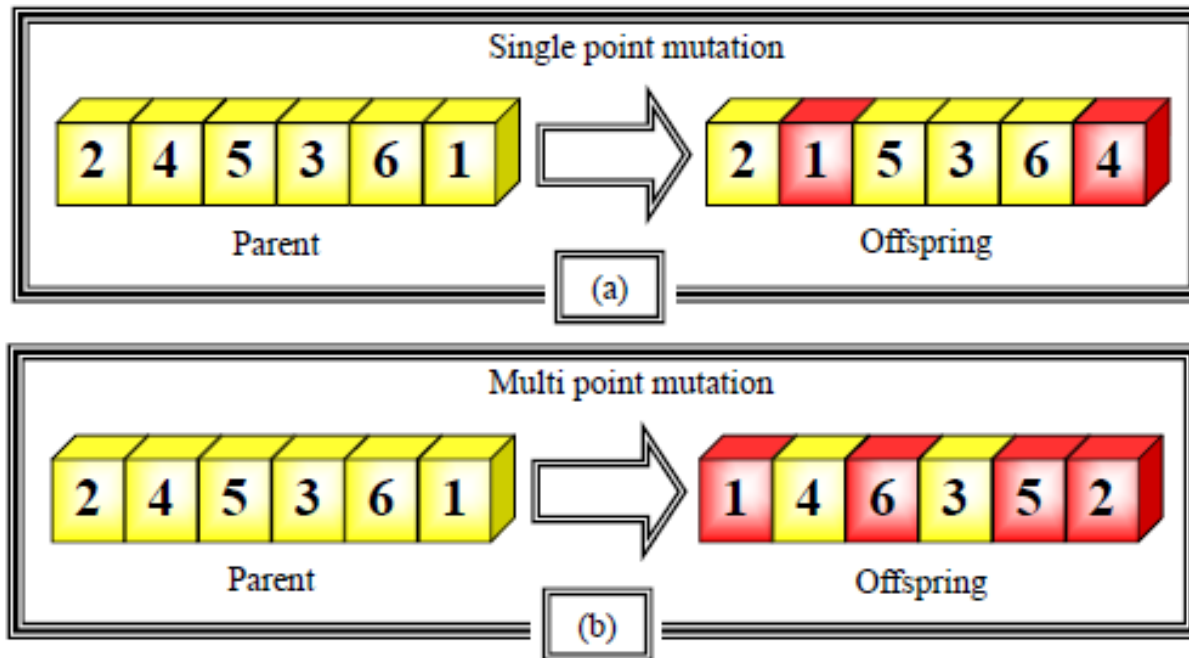 Single point mutation
2 4 5 3 6 1 2 1 5 3 6 4
Parent Offspring
(a)
Multi point mutation
2 4 5 3 6 1 1 4 6 3 5 2
Parent Offspring
(b)